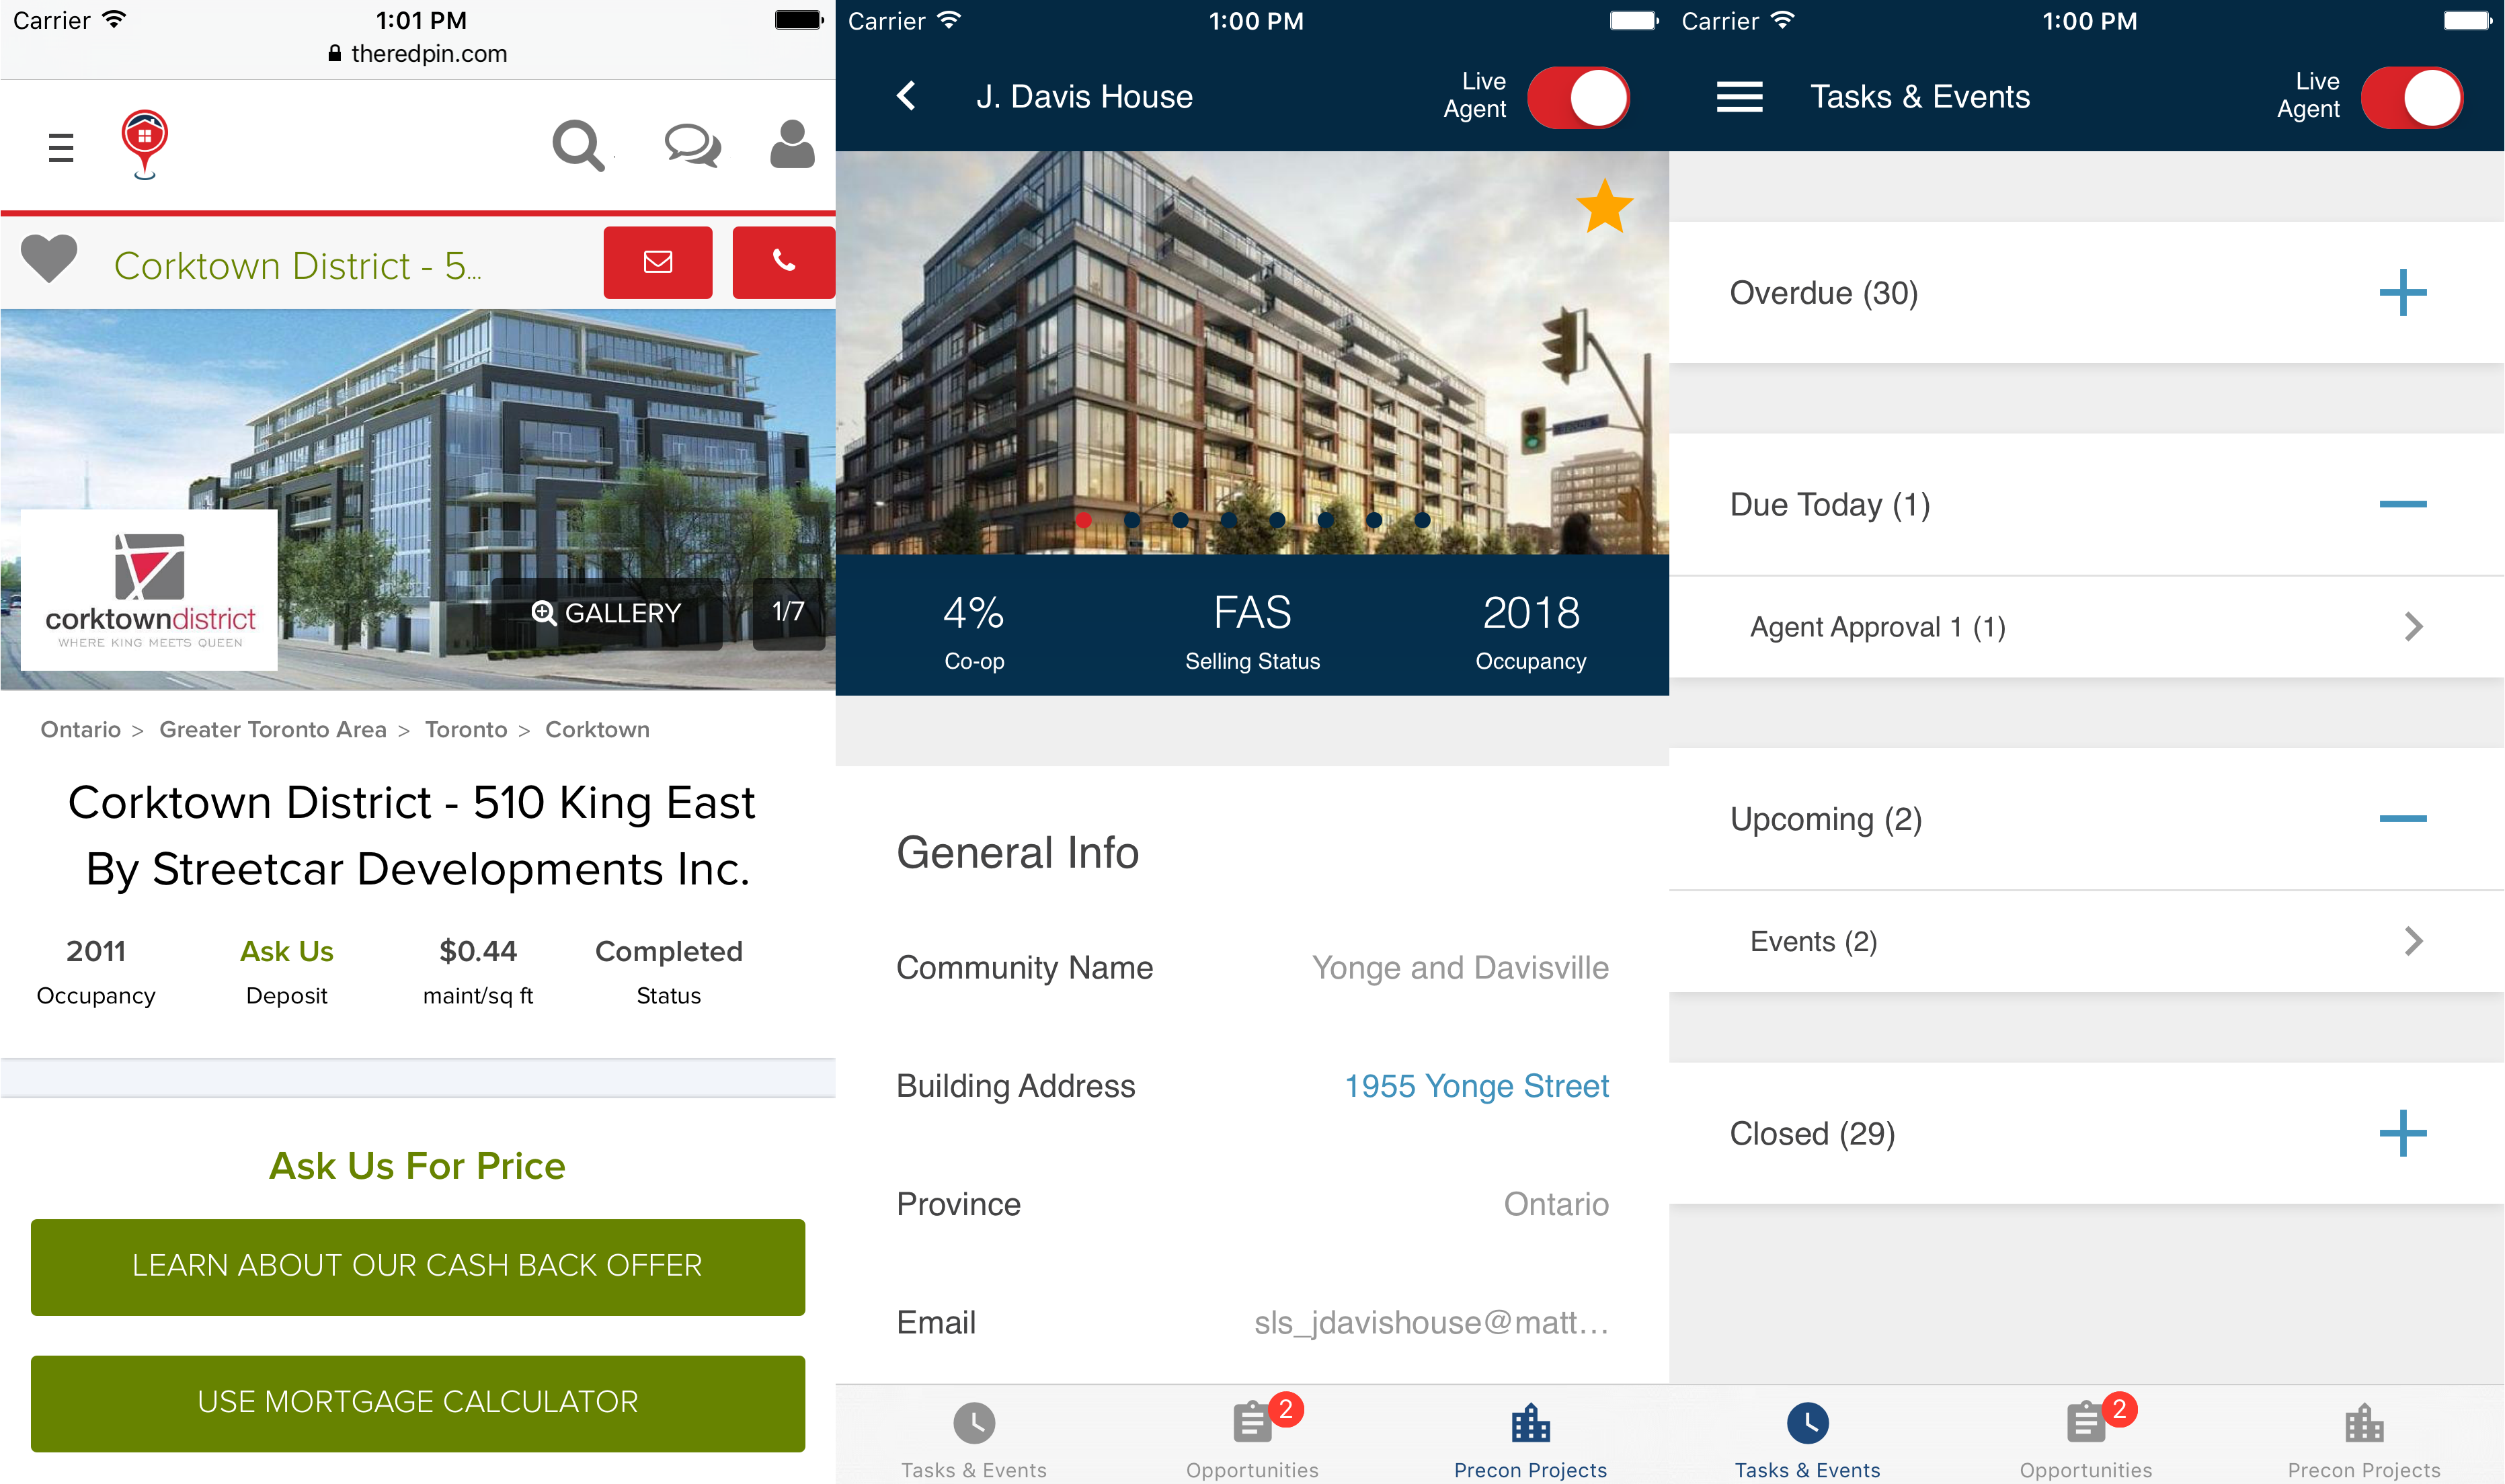 Carrier 1:01 PM
theredpin.com
Corktown District - 5...
corktowndistrict
WHERE KING MEETS QUEEN
GALLERY 1/7
Ontario > Greater Toronto Area > Toronto > Corktown
Corktown District - 510 King East
By Streetcar Developments Inc.
2011 Ask Us $0.44 Completed
Occupancy Deposit maint/sq ft Status
Ask Us For Price
LEARN ABOUT OUR CASH BACK OFFER
USE MORTGAGE CALCULATOR
Carrier 1:00 PM
J. Davis House Live
Agent
4% FAS 2018
Co-op Selling Status Occupancy
General Info
Community Name Yonge and Davisville
Building Address 1955 Yonge Street
Province Ontario
Email sls_jdavishouse@matt...
2
Tasks & Events Opportunities Precon Projects
Carrier 1:00 PM
Tasks & Events Live
Agent
Overdue (30)
Due Today (1)
Agent Approval 1 (1)
Upcoming (2)
Events (2)
Closed (29)
2
Tasks & Events Opportunities Precon Projects